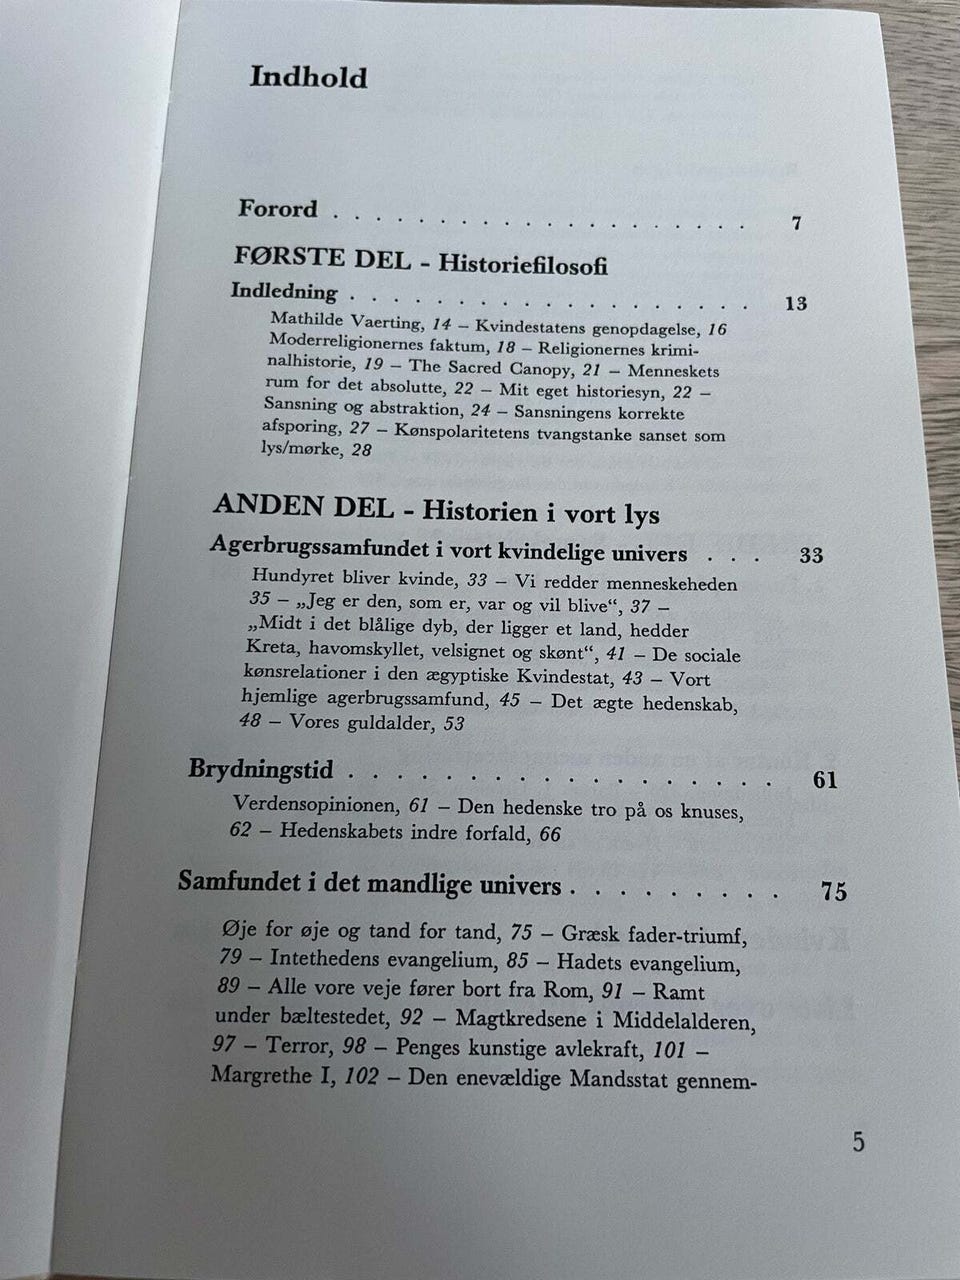 Indhold
Forord . . . . . . . . . . . . . . . . . . 7
FØRSTE DEL - Historiefilosofi
Indledning . . . . . . . . . . . . . . . . 13
Mathilde Vaerting, 14 – Kvindestatens genopdagelse, 16
Moderreligionernes faktum, 18 – Religionernes krimi-
nalhistorie, 19 – The Sacred Canopy, 21 – Menneskets
rum for det absolutte, 22 – Mit eget historiesyn, 22 –
Sansning og abstraktion, 24 – Sansningens korrekte
afsporing, 27 – Kønspolaritetens tvangstanke sanset som
lys/mørke, 28
ANDEN DEL - Historien i vort lys
Agerbrugssamfundet i vort kvindelige univers . . . 33
Hundyret bliver kvinde, 33 – Vi redder menneskeheden
35 – „Jeg er den, som er, var og vil blive“, 37 –
„Midt i det blålige dyb, der ligger et land, hedder
Kreta, havomskyllet, velsignet og skønt“, 41 – De sociale
kønsrelationer i den ægyptiske Kvindestat, 43 – Vort
hjemlige agerbrugssamfund, 45 – Det ægte hedenskab,
48 – Vores guldalder, 53
Brydningstid . . . . . . . . . . . . . . . . . 61
Verdensopinionen, 61 – Den hedenske tro på os knuses,
62 – Hedenskabets indre forfald, 66
Samfundet i det mandlige univers . . . . . . . . . 75
Øje for øje og tand for tand, 75 – Græsk fader-triumf,
79 – Intethedens evangelium, 85 – Hadets evangelium,
89 – Alle vore veje fører bort fra Rom, 91 – Ramt
under bæltestedet, 92 – Magtkredsene i Middelalderen,
97 – Terror, 98 – Penges kunstige avlekraft, 101 –
Margrethe I, 102 – Den enevældige Mandsstat gennem-
5